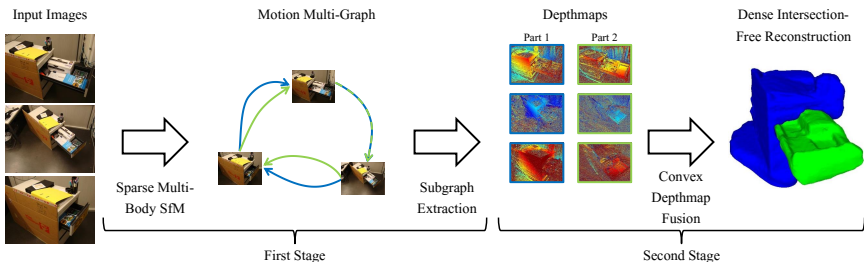 Input Images
Motion Multi-Graph
Depthmaps
Dense Intersection-
Free Reconstruction
Part 1
Part 2
Sparse Multi-
Body SfM
Subgraph
Extraction
Convex
Depthmap
Fusion
First Stage
Second Stage